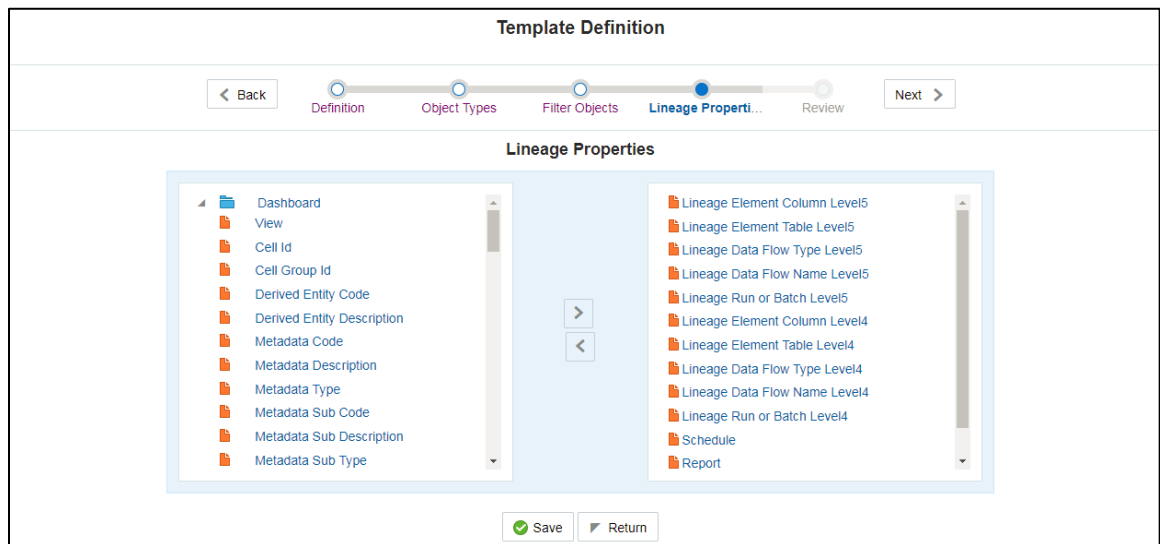 Template Definition
Back
Definition
Object Types
Filter Objects
Lineage Properti...
Review
Next
Lineage Properties
Dashboard
View
Cell Id
Cell Group Id
Derived Entity Code
Derived Entity Description
Metadata Code
Metadata Description
Metadata Type
Metadata Sub Code
Metadata Sub Description
Metadata Sub Type
Lineage Element Column Level5
Lineage Element Table Level5
Lineage Data Flow Type Level5
Lineage Data Flow Name Level5
Lineage Run or Batch Level5
Lineage Element Column Level4
Lineage Element Table Level4
Lineage Data Flow Type Level4
Lineage Data Flow Name Level4
Lineage Run or Batch Level4
Schedule
Report
Save
Return